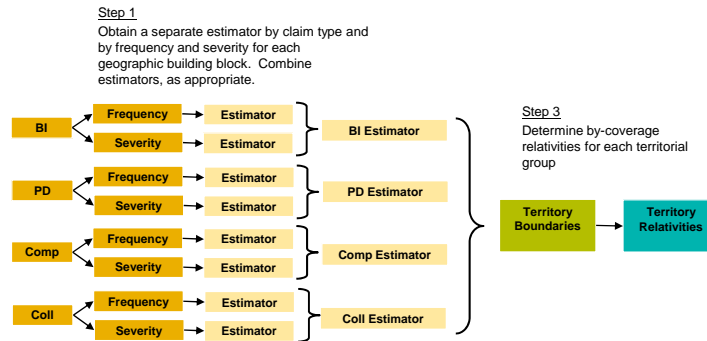 Step 1
Obtain a separate estimator by claim type and
by frequency and severity for each
geographic building block. Combine
estimators, as appropriate.
BI
Frequency
Estimator
Severity
Estimator
BI Estimator
PD
Frequency
Estimator
Severity
Estimator
PD Estimator
Comp
Frequency
Estimator
Severity
Estimator
Comp Estimator
Coll
Frequency
Estimator
Severity
Estimator
Coll Estimator
Step 3
Determine by-coverage
relativities for each territorial
group
Territory
Boundaries
Territory
Relativities